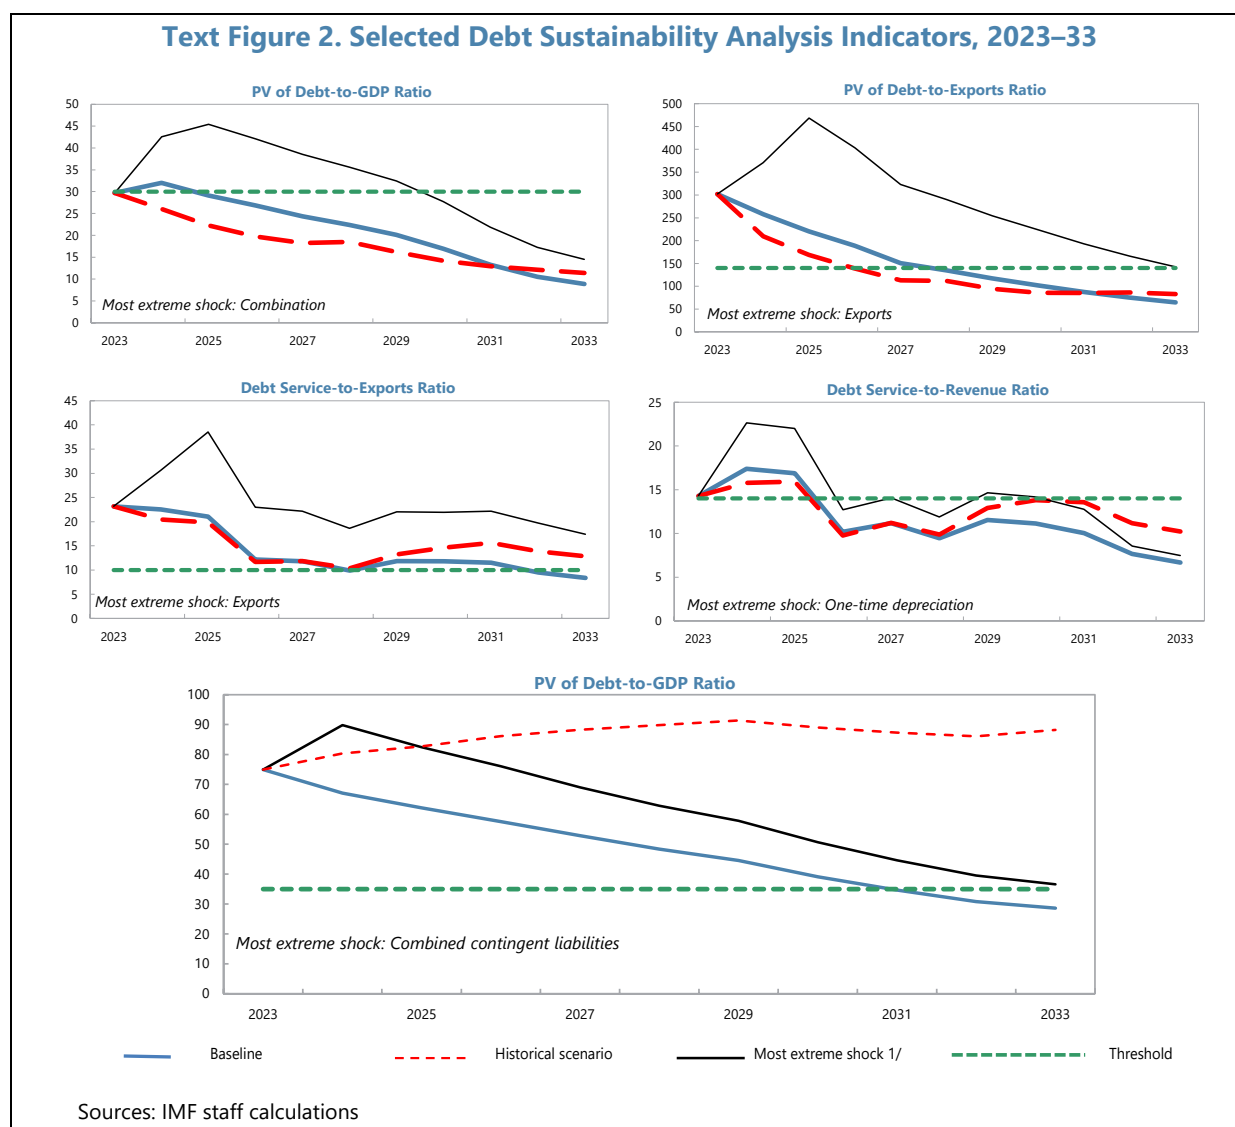 Text Figure 2. Selected Debt Sustainability Analysis Indicators, 2023–33
PV of Debt-to-GDP Ratio
50
45
40
35
30
25
20
15
10
5
0
Most extreme shock: Combination
2023 2025 2027 2029 2031 2033
PV of Debt-to-Exports Ratio
500
450
400
350
300
250
200
150
100
50
0
Most extreme shock: Exports
2023 2025 2027 2029 2031 2033
Debt Service-to-Exports Ratio
45
40
35
30
25
20
15
10
5
0
Most extreme shock: Exports
2023 2025 2027 2029 2031 2033
Debt Service-to-Revenue Ratio
25
20
15
10
5
0
Most extreme shock: One-time depreciation
2023 2025 2027 2029 2031 2033
PV of Debt-to-GDP Ratio
100
90
80
70
60
50
40
30
20
10
0
Most extreme shock: Combined contingent liabilities
2023 2025 2027 2029 2031 2033
Baseline Historical scenario Most extreme shock 1/ Threshold
Sources: IMF staff calculations